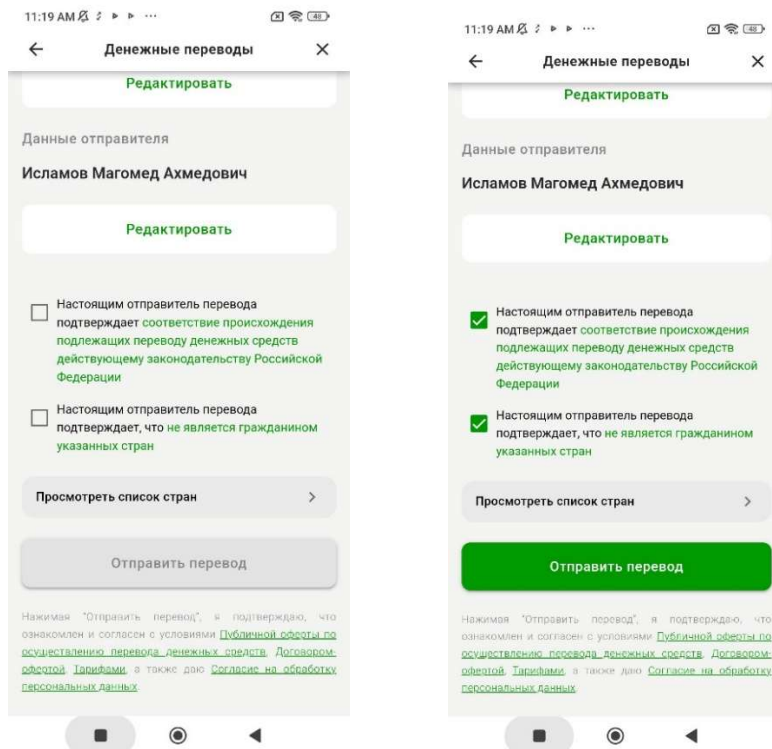 11:19 AM
48
Денежные переводы
Редактировать
Данные отправителя
Исламов Магомед Ахмедович
Редактировать
Настоящим отправитель перевода
подтверждает соответствие происхождения
подлежащих переводу денежных средств
действующему законодательству Российской
Федерации
Настоящим отправитель перевода
подтверждает, что не является гражданином
указанных стран
Просмотреть список стран
Отправить перевод
Нажимая "Отправить перевод", я подтверждаю, что
ознакомлен и согласен с условиями Публичной оферты по
осуществлению перевода денежных средств, Договором-
офертой, Тарифами, а также даю Согласие на обработку
персональных данных
11:19 AM
48
Денежные переводы
Редактировать
Данные отправителя
Исламов Магомед Ахмедович
Редактировать
Настоящим отправитель перевода
подтверждает соответствие происхождения
подлежащих переводу денежных средств
действующему законодательству Российской
Федерации
Настоящим отправитель перевода
подтверждает, что не является гражданином
указанных стран
Просмотреть список стран
Отправить перевод
Нажимая "Отправить перевод", я подтверждаю, что
ознакомлен и согласен с условиями Публичной оферты по
осуществлению перевода денежных средств, Договором-
офертой, Тарифами, а также даю Согласие на обработку
персональных данных